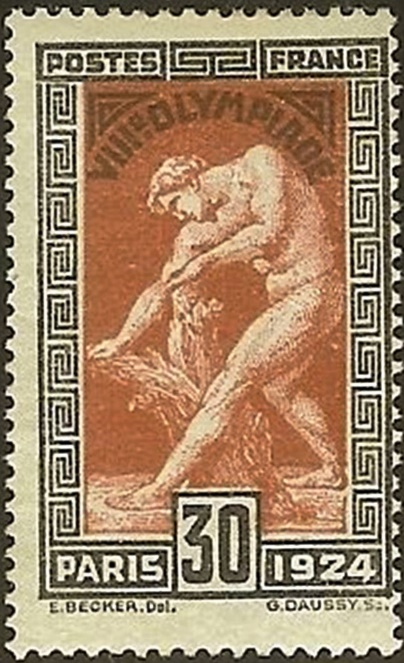 POSTES FRANCE
VIIIᵉ OLYMPIADE
30
PARIS 1924
E. BECKER. Del. G. DAUSSY. Sc.